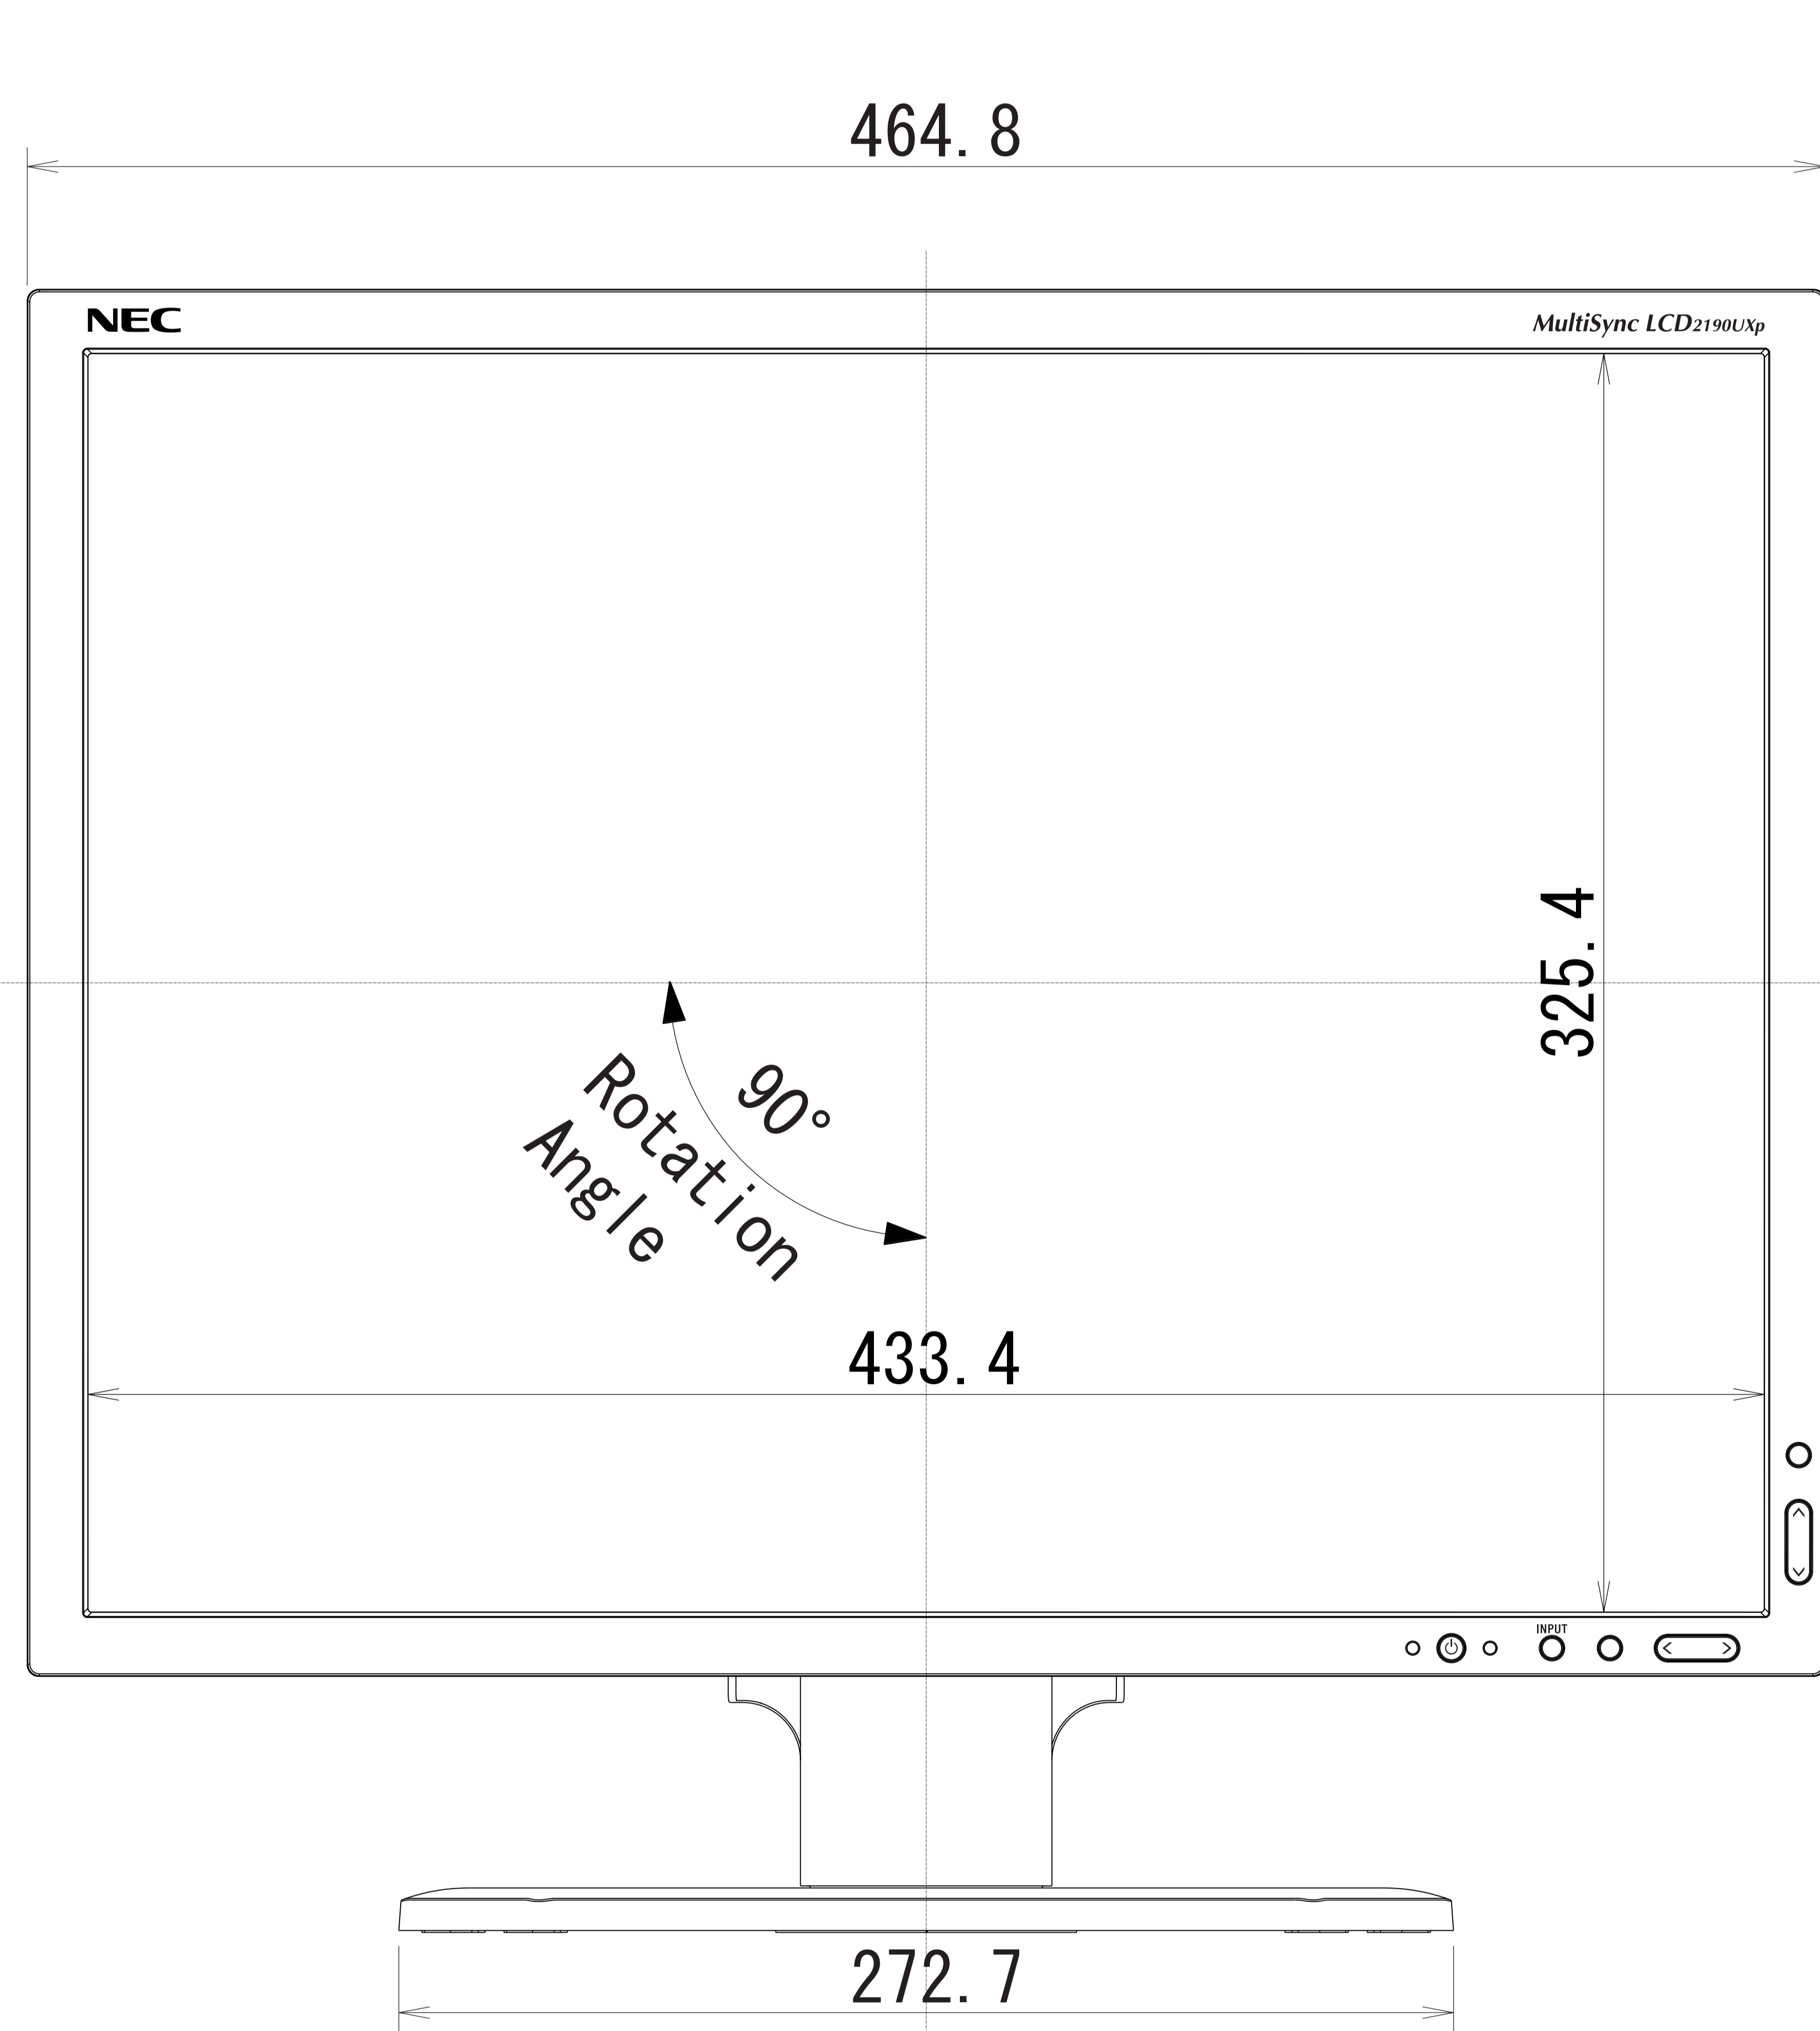 464.8
NEC
MultiSync LCD2190UXp
325.4
90°
Rotation
Angle
433.4
INPUT
272.7